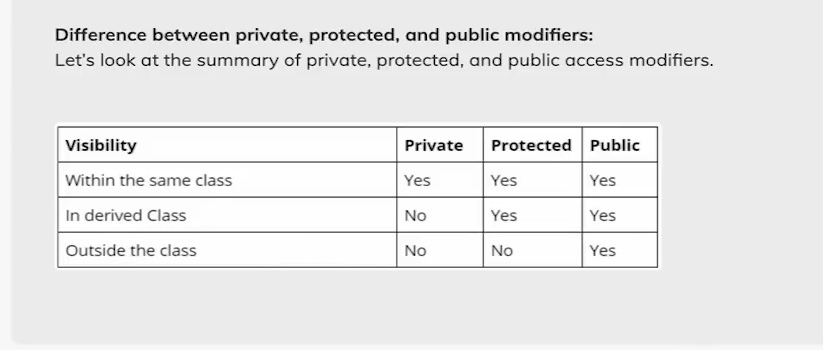 Difference between private, protected, and public modifiers:
Let's look at the summary of private, protected, and public access modifiers.
Visibility Private Protected Public
Within the same class Yes Yes Yes
In derived Class No Yes Yes
Outside the class No No Yes